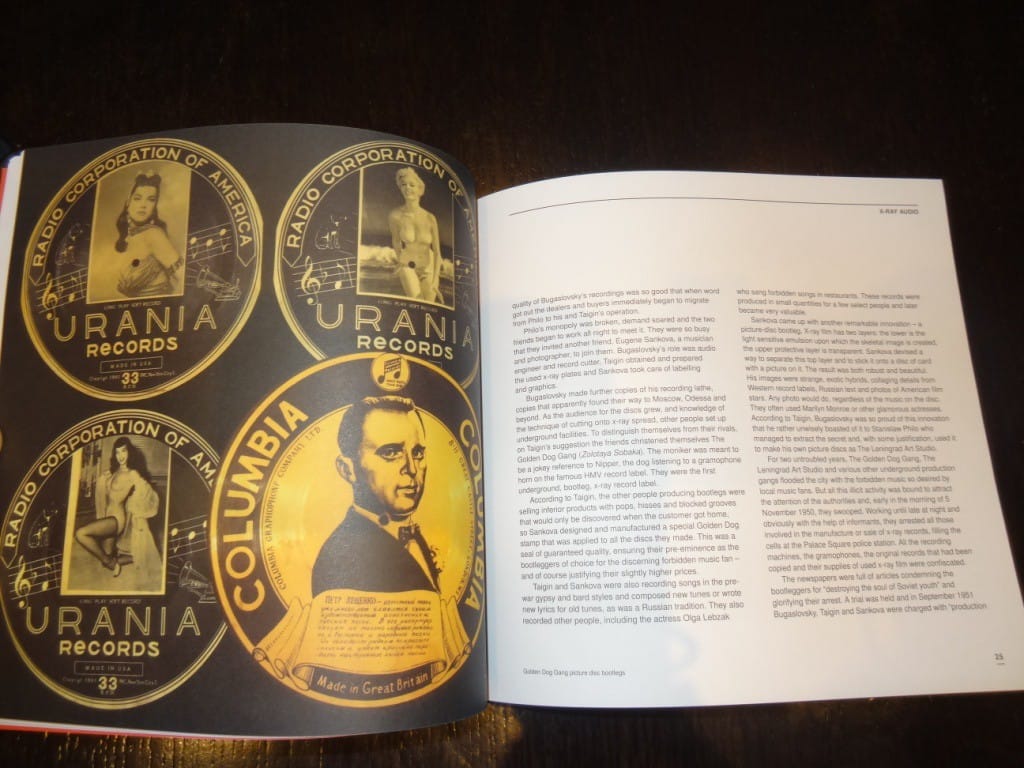 RADIO CORPORATION OF AMERICA
LONG PLAY SOFT RECORD
URANIA
RECORDS
MADE IN U.S.A.
33
RADIO CORPORATION OF AME
LONG PLAY SOFT RECORD
URANIA
RECORDS
RADIO CORPORATION OF AM
LONG PLAY SOFT RECORD
URANIA
RECORDS
MADE IN U.S.A.
33
COLUMBIA
COLUMBIA
COLUMBIA GRAPHOPHONE COMPANY LTD
ПЕТР ЛЕЩЕНКО
Made in Great Britain
X-RAY AUDIO
quality of Bugaslovsky's recordings was so good that when word
got out the dealers and buyers immediately began to migrate
from Philo to his and Taigin's operation.
Philo's monopoly was broken, demand soared and the two
friends began to work all night to meet it. They were so busy
that they invited another friend, Eugene Sankova, a musician
and photographer, to join them. Bugaslovsky's role was audio
engineer and record cutter, Taigin obtained and prepared
the used x-ray plates and Sankova took care of labelling
and graphics.
Bugaslovsky made further copies of his recording lathe,
copies that apparently found their way to Moscow, Odessa and
beyond. As the audience for the discs grew, and knowledge of
the technique of cutting onto x-ray spread, other people set up
underground facilities. To distinguish themselves from their rivals,
on Taigin's suggestion the friends christened themselves The
Golden Dog Gang (Zolotaya Sobaka). The moniker was meant to
be a jokey reference to Nipper, the dog listening to a gramophone
horn on the famous HMV record label. They were the first
underground, bootleg, x-ray record label.
According to Taigin, the other people producing bootlegs were
selling inferior products with pops, hisses and blocked grooves
that would only be discovered when the customer got home,
so Sankova designed and manufactured a special Golden Dog
stamp that was applied to all the discs they made. This was a
seal of guaranteed quality, ensuring their pre-eminence as the
bootleggers of choice for the discerning forbidden music fan –
and of course justifying their slightly higher prices.
Taigin and Sankova were also recording songs in the pre-
war gypsy and bard styles and composed new tunes or wrote
new lyrics for old tunes, as was a Russian tradition. They also
recorded other people, including the actress Olga Lebzak
who sang forbidden songs in restaurants. These records were
produced in small quantities for a few select people and later
became very valuable.
Sankova came up with another remarkable innovation – a
picture-disc bootleg. X-ray film has two layers: the lower is the
light sensitive emulsion upon which the skeletal image is created,
the upper protective layer is transparent. Sankova devised a
way to separate this top layer and to stick it onto a disc of card
with a picture on it. The result was both robust and beautiful.
His images were strange, exotic hybrids, collaging details from
Western record labels, Russian text and photos of American film
stars. Any photo would do, regardless of the music on the disc.
They often used Marilyn Monroe or other glamorous actresses.
According to Taigin, Bugaslovsky was so proud of this innovation
that he rather unwisely boasted of it to Stanislaw Philo who
managed to extract the secret and, with some justification, used it
to make his own picture discs as The Leningrad Art Studio.
For two untroubled years, The Golden Dog Gang, The
Leningrad Art Studio and various other underground production
gangs flooded the city with the forbidden music so desired by
local music fans. But all this illicit activity was bound to attract
the attention of the authorities and, early in the morning of 5
November 1950, they swooped. Working until late at night and
obviously with the help of informants, they arrested all those
involved in the manufacture or sale of x-ray records, filling the
cells at the Palace Square police station. All the recording
machines, the gramophones, the original records that had been
copied and their supplies of used x-ray film were confiscated.
The newspapers were full of articles condemning the
bootleggers for "destroying the soul of Soviet youth" and
glorifying their arrest. A trial was held and in September 1951
Bugaslovsky, Taigin and Sankova were charged with "production
Golden Dog Gang picture disc bootlegs
25